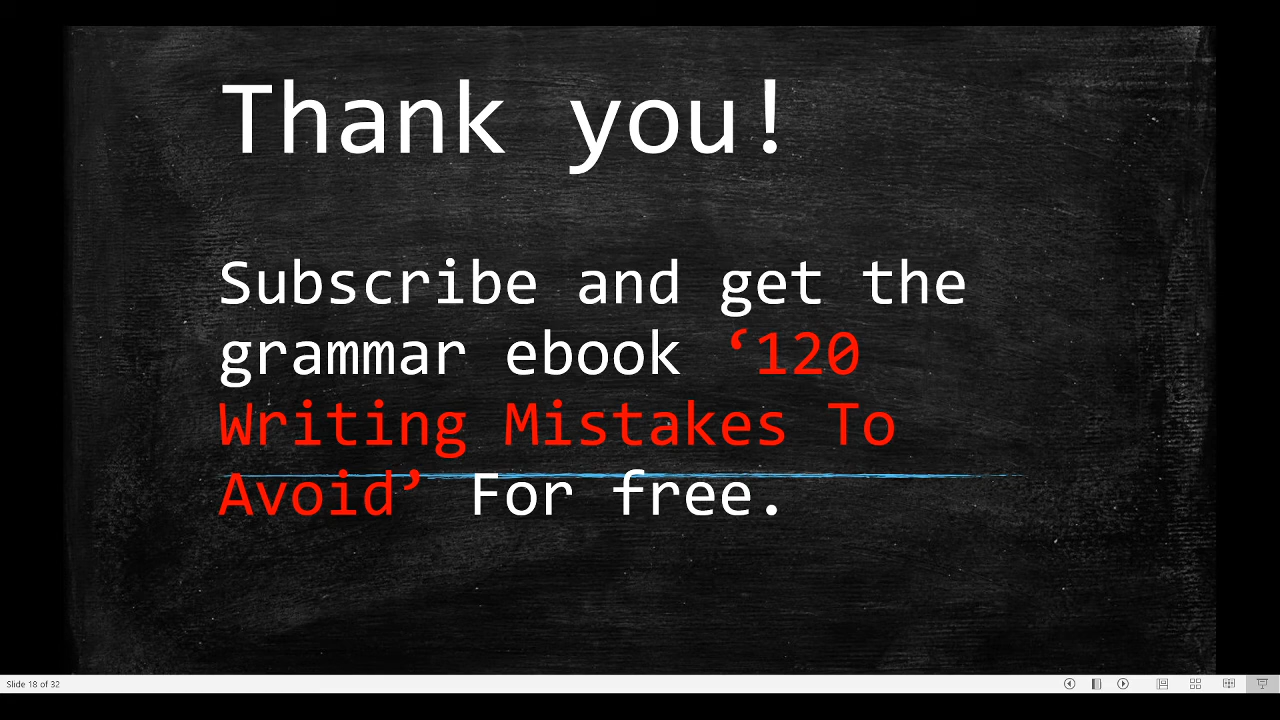 Thank you!
Subscribe and get the
grammar ebook ‘120
Writing Mistakes To
Avoid’ For free.
Slide 18 of 32